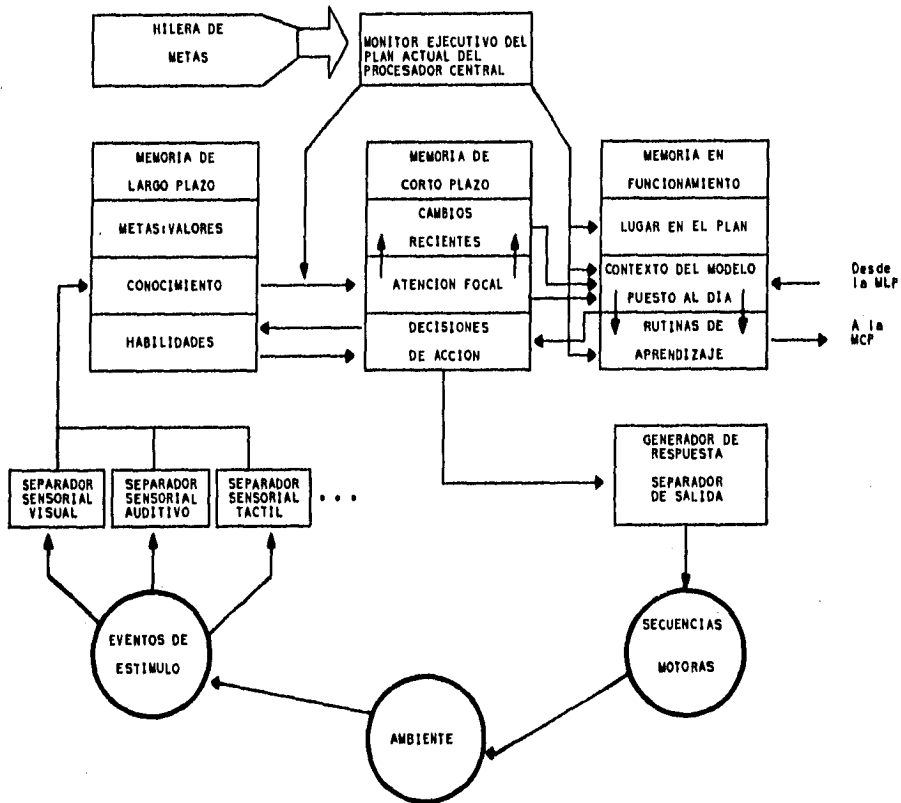 HILERA DE
METAS
MONITOR EJECUTIVO DEL
PLAN ACTUAL DEL
PROCESADOR CENTRAL
MEMORIA DE
LARGO PLAZO
METAS:VALORES
CONOCIMIENTO
HABILIDADES
MEMORIA DE
CORTO PLAZO
CAMBIOS
RECIENTES
ATENCION FOCAL
DECISIONES
DE ACCION
MEMORIA EN
FUNCIONAMIENTO
LUGAR EN EL PLAN
CONTEXTO DEL MODELO
PUESTO AL DIA
RUTINAS DE
APRENDIZAJE
Desde
la MLP
A la
MCP
GENERADOR DE
RESPUESTA
SEPARADOR
DE SALIDA
SEPARADOR
SENSORIAL
VISUAL
SEPARADOR
SENSORIAL
AUDITIVO
SEPARADOR
SENSORIAL
TACTIL
...
EVENTOS DE
ESTIMULO
AMBIENTE
SECUENCIAS
MOTORAS